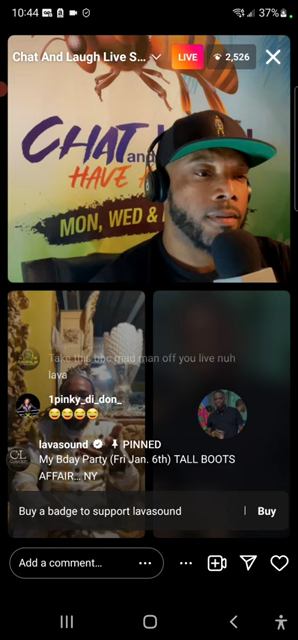 10:44
37%
Chat And Laugh Live S...
LIVE
2,526
CHAT and
HAVE
MON, WED &
Take this bbc mad man off you live nuh
lava
1pinky_di_don_
😂😂😂😂
lavasound PINNED
My Bday Party (Fri Jan. 6th) TALL BOOTS
AFFAIR... NY
Buy a badge to support lavasound | Buy
Add a comment...